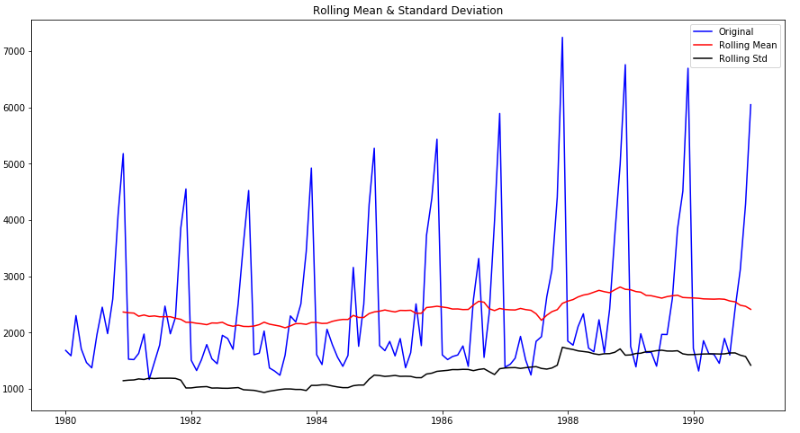 Rolling Mean & Standard Deviation
Original
Rolling Mean
Rolling Std
7000
6000
5000
4000
3000
2000
1000
1980 1982 1984 1986 1988 1990